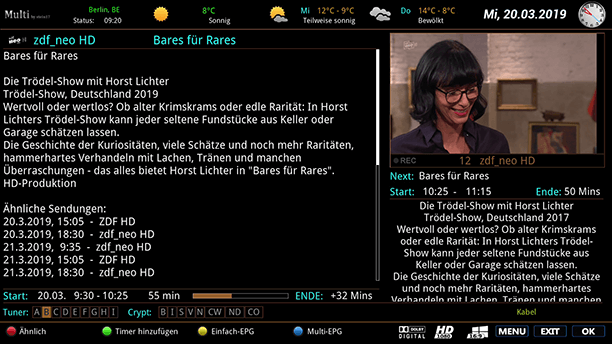 Multi by oerlgrey
Berlin, BE
Status: 09:20
8°C
Sonnig
Mi 12°C - 9°C
Teilweise sonnig
Do 14°C - 8°C
Bewölkt
Mi, 20.03.2019
zdf_neo HD Bares für Rares
Bares für Rares
Die Trödel-Show mit Horst Lichter
Trödel-Show, Deutschland 2019
Wertvoll oder wertlos? Ob alter Krimskrams oder edle Rarität: In Horst
Lichters Trödel-Show kann jeder seltene Fundstücke aus Keller oder
Garage schätzen lassen.
Die Geschichte der Kuriositäten, viele Schätze und noch mehr Raritäten,
hammerhartes Verhandeln mit Lachen, Tränen und manchen
Überraschungen - das alles bietet Horst Lichter in "Bares für Rares".
HD-Produktion
Ähnliche Sendungen:
20.3.2019, 15:05 - ZDF HD
20.3.2019, 18:30 - zdf_neo HD
21.3.2019, 9:35 - zdf_neo HD
21.3.2019, 15:05 - ZDF HD
21.3.2019, 18:30 - zdf_neo HD
Start: 20.03. 9:30 - 10:25 55 min ENDE: +32 Mins
REC 12 zdf_neo HD
Next: Bares für Rares
Start: 10:25 - 11:15 Ende: 50 Mins
Die Trödel-Show mit Horst Lichter
Trödel-Show, Deutschland 2017
Wertvoll oder wertlos? Ob alter Krimskrams
oder edle Rarität: In Horst Lichters Trödel-
Show kann jeder seltene Fundstücke aus
Keller oder Garage schätzen lassen.
Die Geschichte der Kuriositäten, viele Schätze
und noch mehr Raritäten, hammerhartes
Verhandeln mit Lachen, Tränen und manchen
Tuner: A B C D E F G H I Crypt: B I S V N CW ND CO
Kabel
Ähnlich Timer hinzufügen Einfach-EPG Multi-EPG
DOLBY DIGITAL HD 1080 16:9 MENU EXIT OK